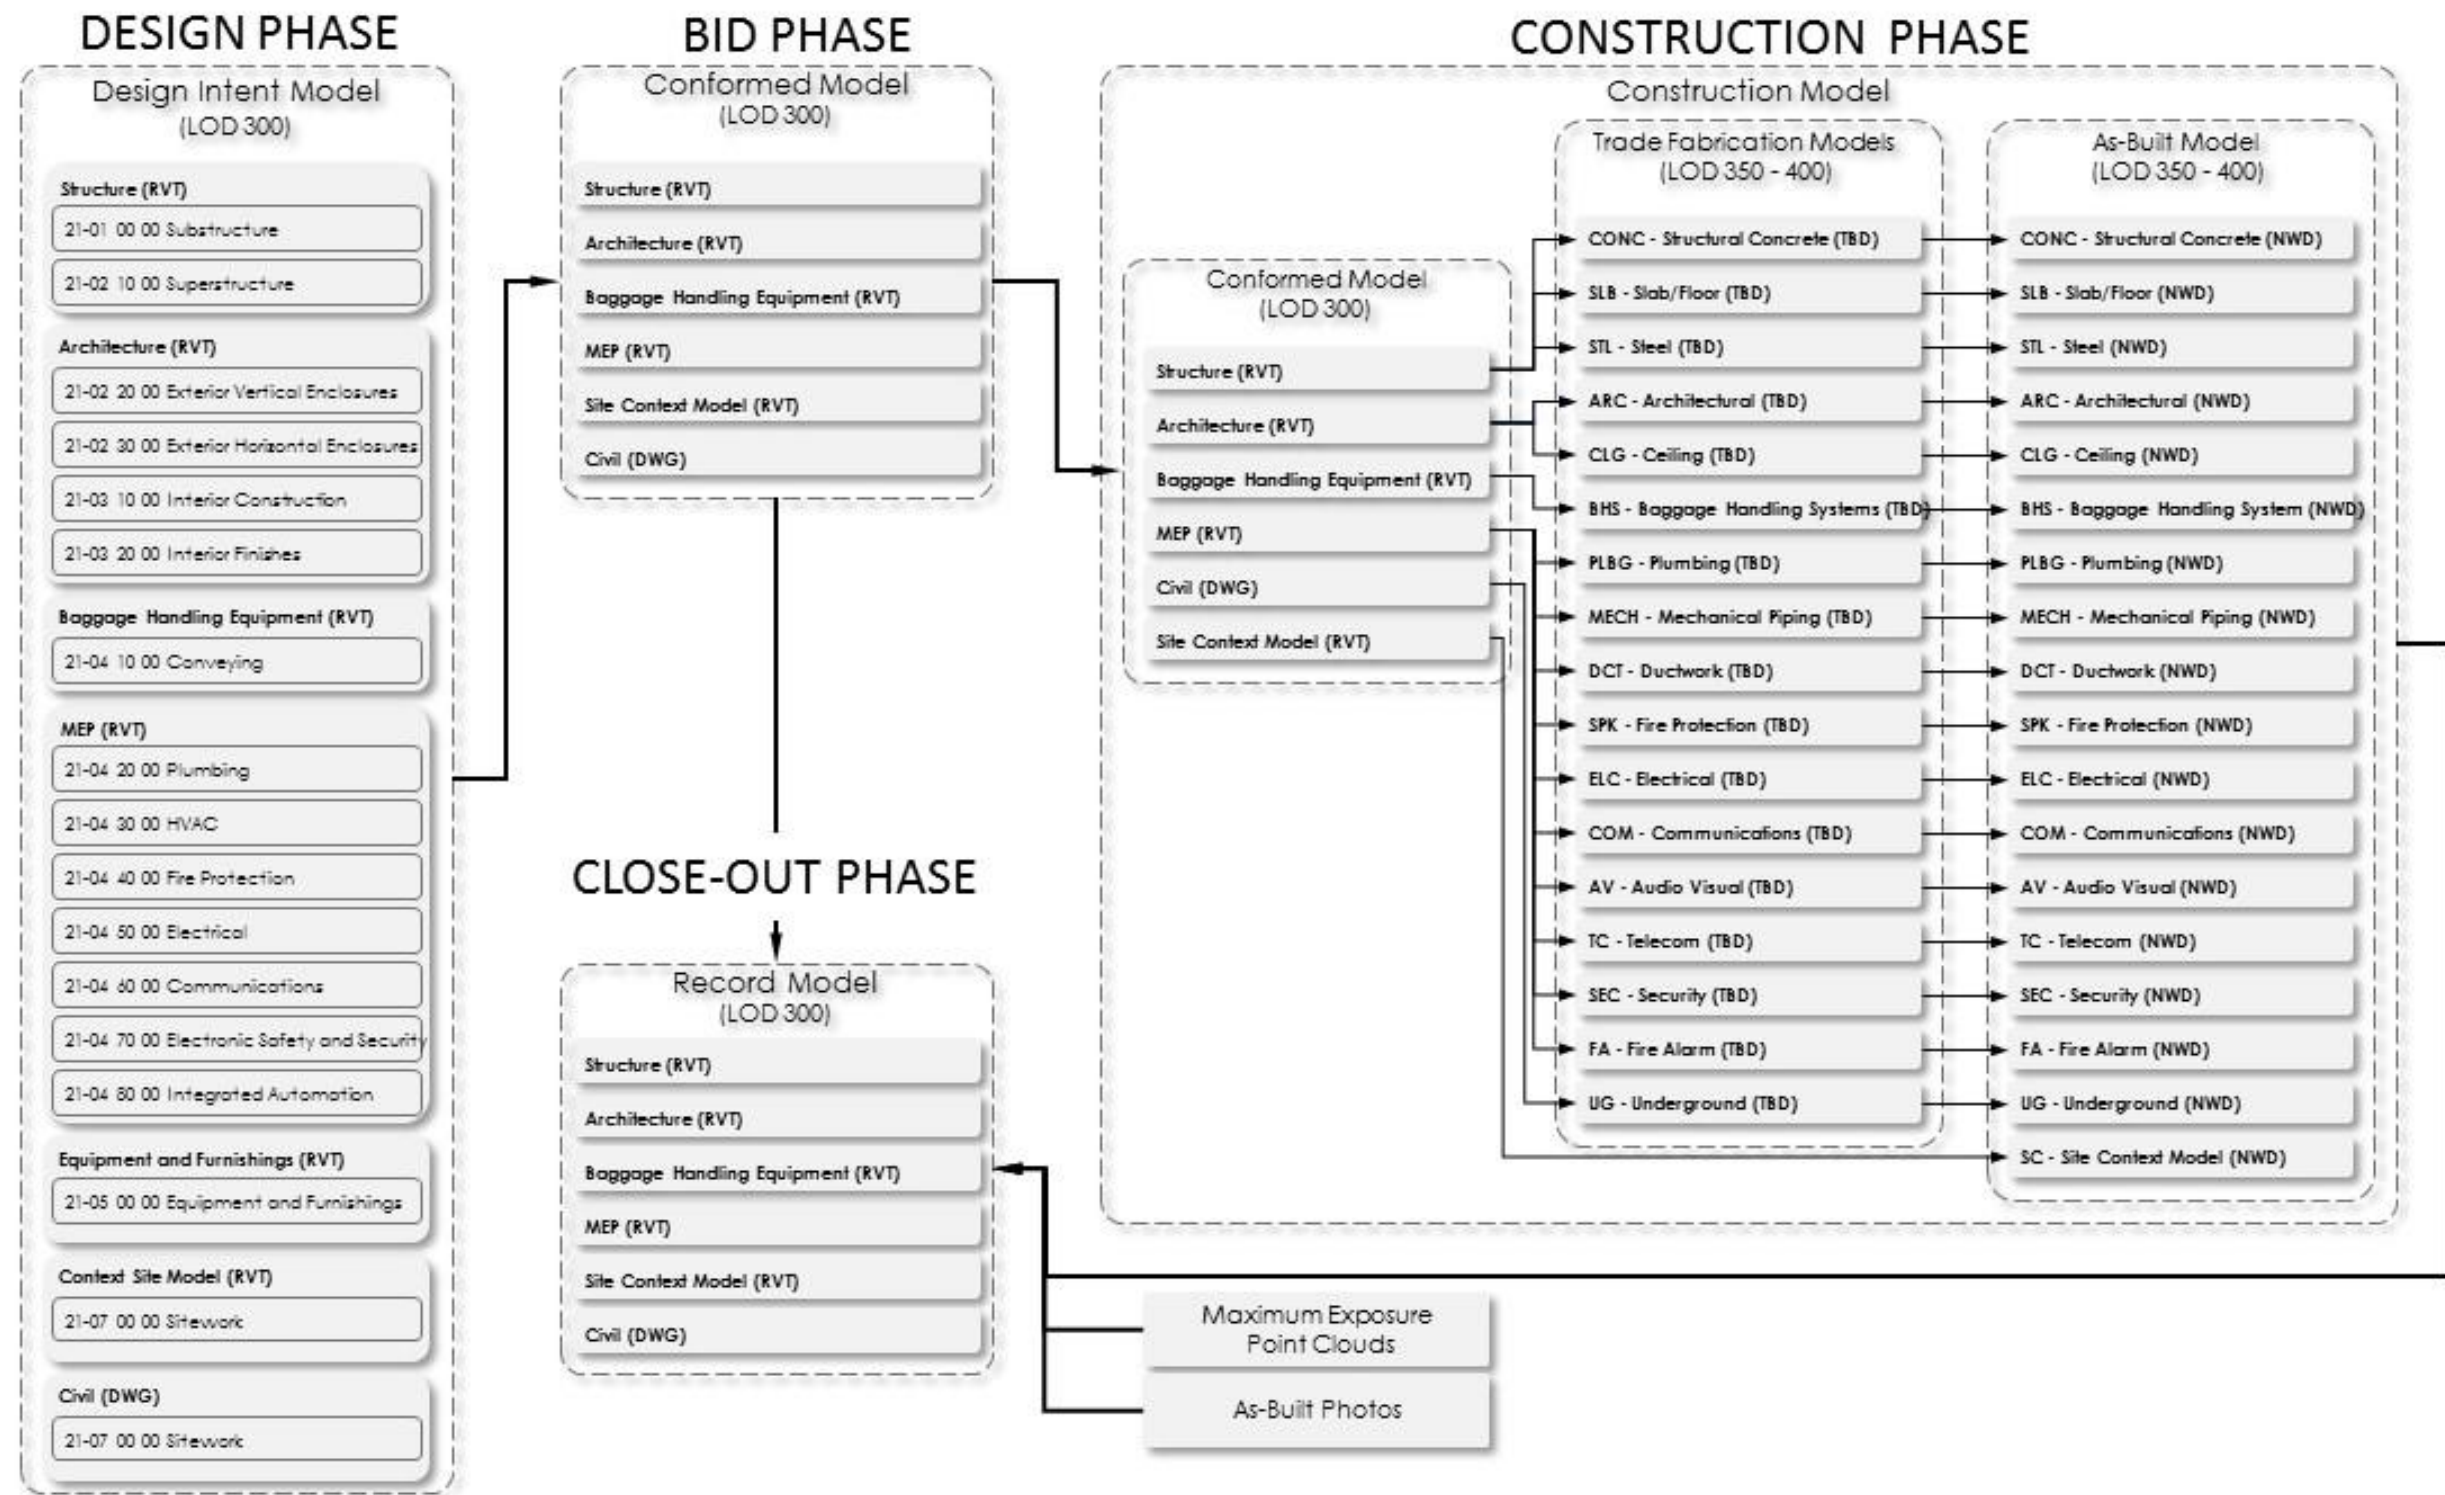 DESIGN PHASE
Design Intent Model
(LOD 300)
Structure (RVT)
21-01 00 00 Substructure
21-02 10 00 Superstructure
Architecture (RVT)
21-02 20 00 Exterior Vertical Enclosures
21-02 30 00 Exterior Horizontal Enclosures
21-03 10 00 Interior Construction
21-03 20 00 Interior Finishes
Baggage Handling Equipment (RVT)
21-04 10 00 Conveying
MEP (RVT)
21-04 20 00 Plumbing
21-04 30 00 HVAC
21-04 40 00 Fire Protection
21-04 50 00 Electrical
21-04 60 00 Communications
21-04 70 00 Electronic Safety and Security
21-04 80 00 Integrated Automation
Equipment and Furnishings (RVT)
21-05 00 00 Equipment and Furnishings
Context Site Model (RVT)
21-07 00 00 Sitework
Civil (DWG)
21-07 00 00 Sitework
BID PHASE
Conformed Model
(LOD 300)
Structure (RVT)
Architecture (RVT)
Baggage Handling Equipment (RVT)
MEP (RVT)
Site Context Model (RVT)
Civil (DWG)
CLOSE-OUT PHASE
Record Model
(LOD 300)
Structure (RVT)
Architecture (RVT)
Baggage Handling Equipment (RVT)
MEP (RVT)
Site Context Model (RVT)
Civil (DWG)
CONSTRUCTION PHASE
Construction Model
Conformed Model
(LOD 300)
Structure (RVT)
Architecture (RVT)
Baggage Handling Equipment (RVT)
MEP (RVT)
Civil (DWG)
Site Context Model (RVT)
Trade Fabrication Models
(LOD 350 - 400)
CONC - Structural Concrete (TBD)
SLB - Slab/Floor (TBD)
STL - Steel (TBD)
ARC - Architectural (TBD)
CLG - Ceiling (TBD)
BHS - Baggage Handling Systems (TBD)
PLBG - Plumbing (TBD)
MECH - Mechanical Piping (TBD)
DCT - Ductwork (TBD)
SPK - Fire Protection (TBD)
ELC - Electrical (TBD)
COM - Communications (TBD)
AV - Audio Visual (TBD)
TC - Telecom (TBD)
SEC - Security (TBD)
FA - Fire Alarm (TBD)
UG - Underground (TBD)
As-Built Model
(LOD 350 - 400)
CONC - Structural Concrete (NWD)
SLB - Slab/Floor (NWD)
STL - Steel (NWD)
ARC - Architectural (NWD)
CLG - Ceiling (NWD)
BHS - Baggage Handling System (NWD)
PLBG - Plumbing (NWD)
MECH - Mechanical Piping (NWD)
DCT - Ductwork (NWD)
SPK - Fire Protection (NWD)
ELC - Electrical (NWD)
COM - Communications (NWD)
AV - Audio Visual (NWD)
TC - Telecom (NWD)
SEC - Security (NWD)
FA - Fire Alarm (NWD)
UG - Underground (NWD)
SC - Site Context Model (NWD)
Maximum Exposure
Point Clouds
As-Built Photos